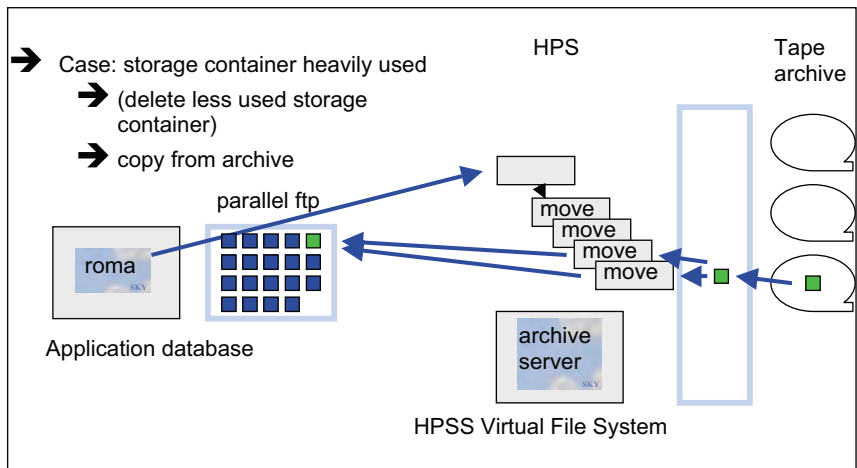 Case: storage container heavily used
(delete less used storage
container)
copy from archive
HPS
Tape
archive
parallel ftp
move
move
move
move
roma
SKY
Application database
archive
server
SKY
HPSS Virtual File System